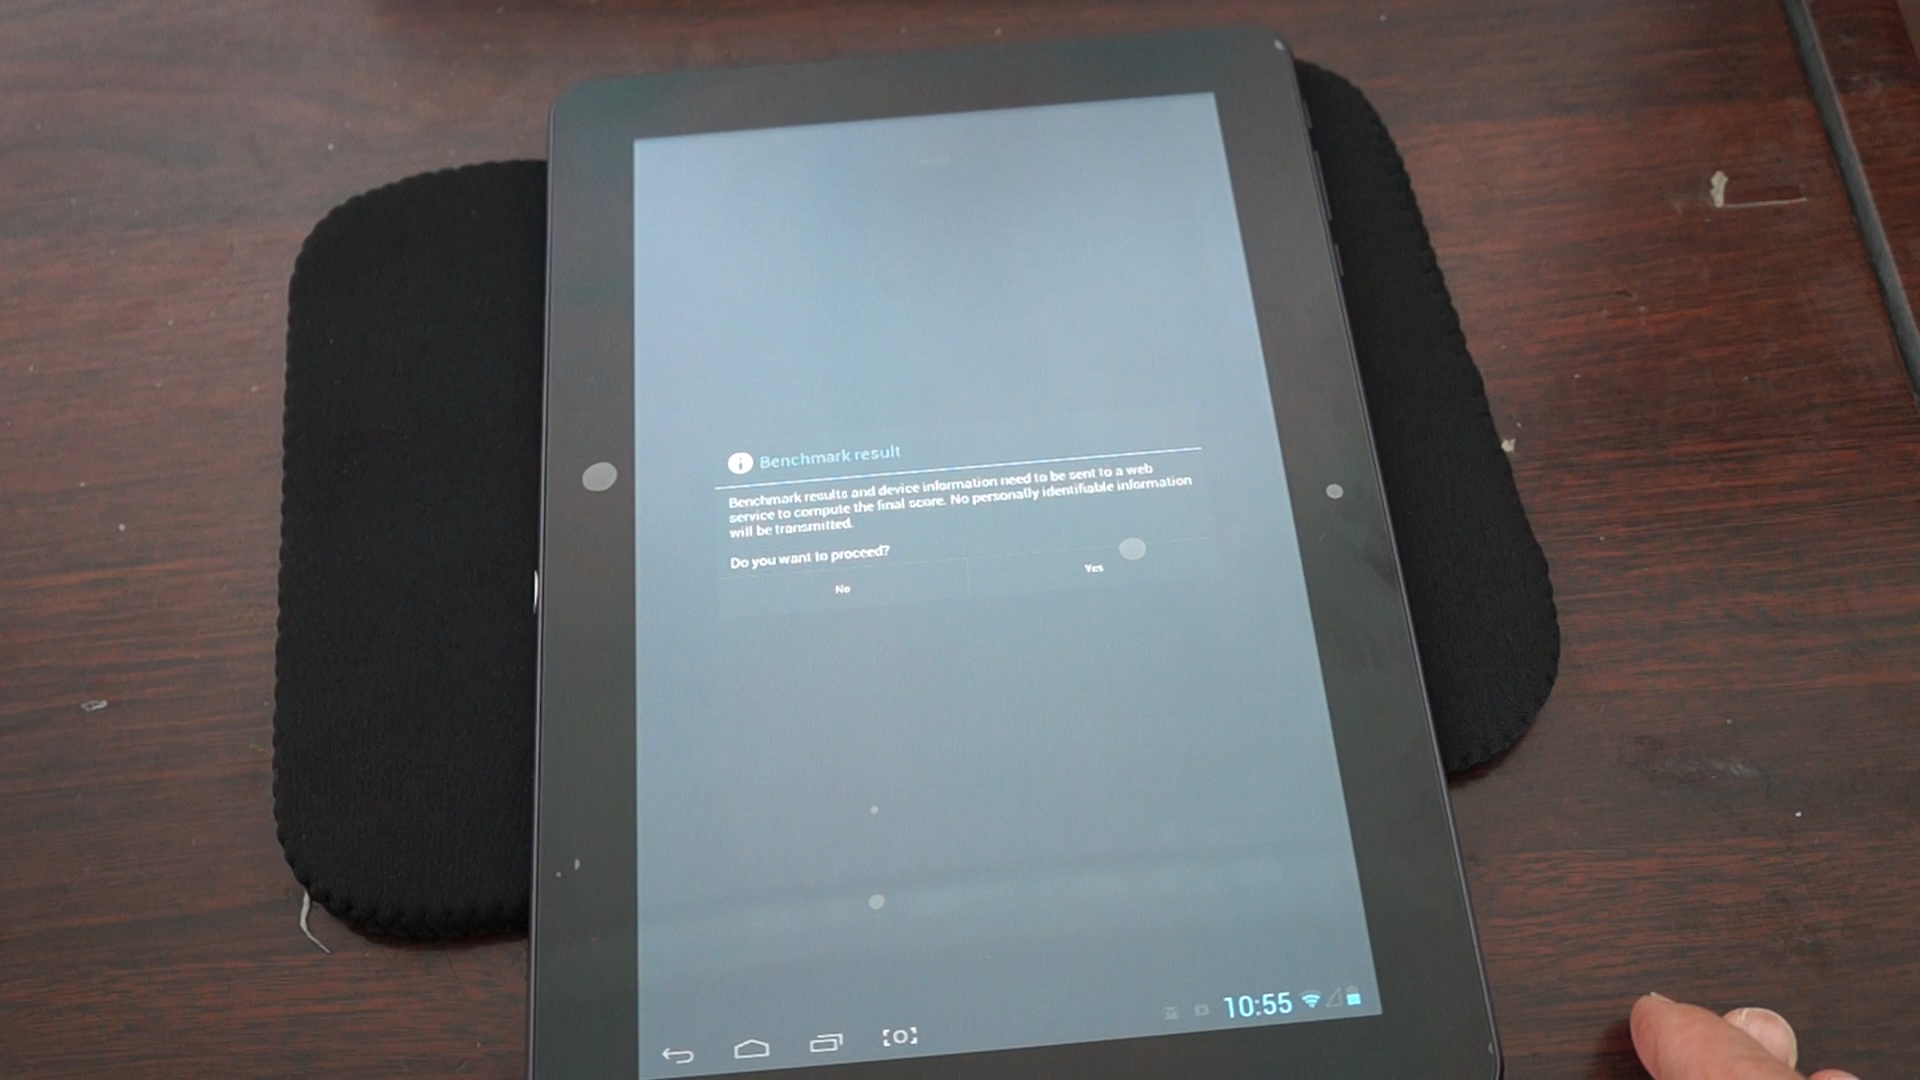 Benchmark result
Benchmark results and device information need to be sent to a web
service to compute the final score. No personally identifiable information
will be transmitted.
Do you want to proceed?
No
Yes
10:55